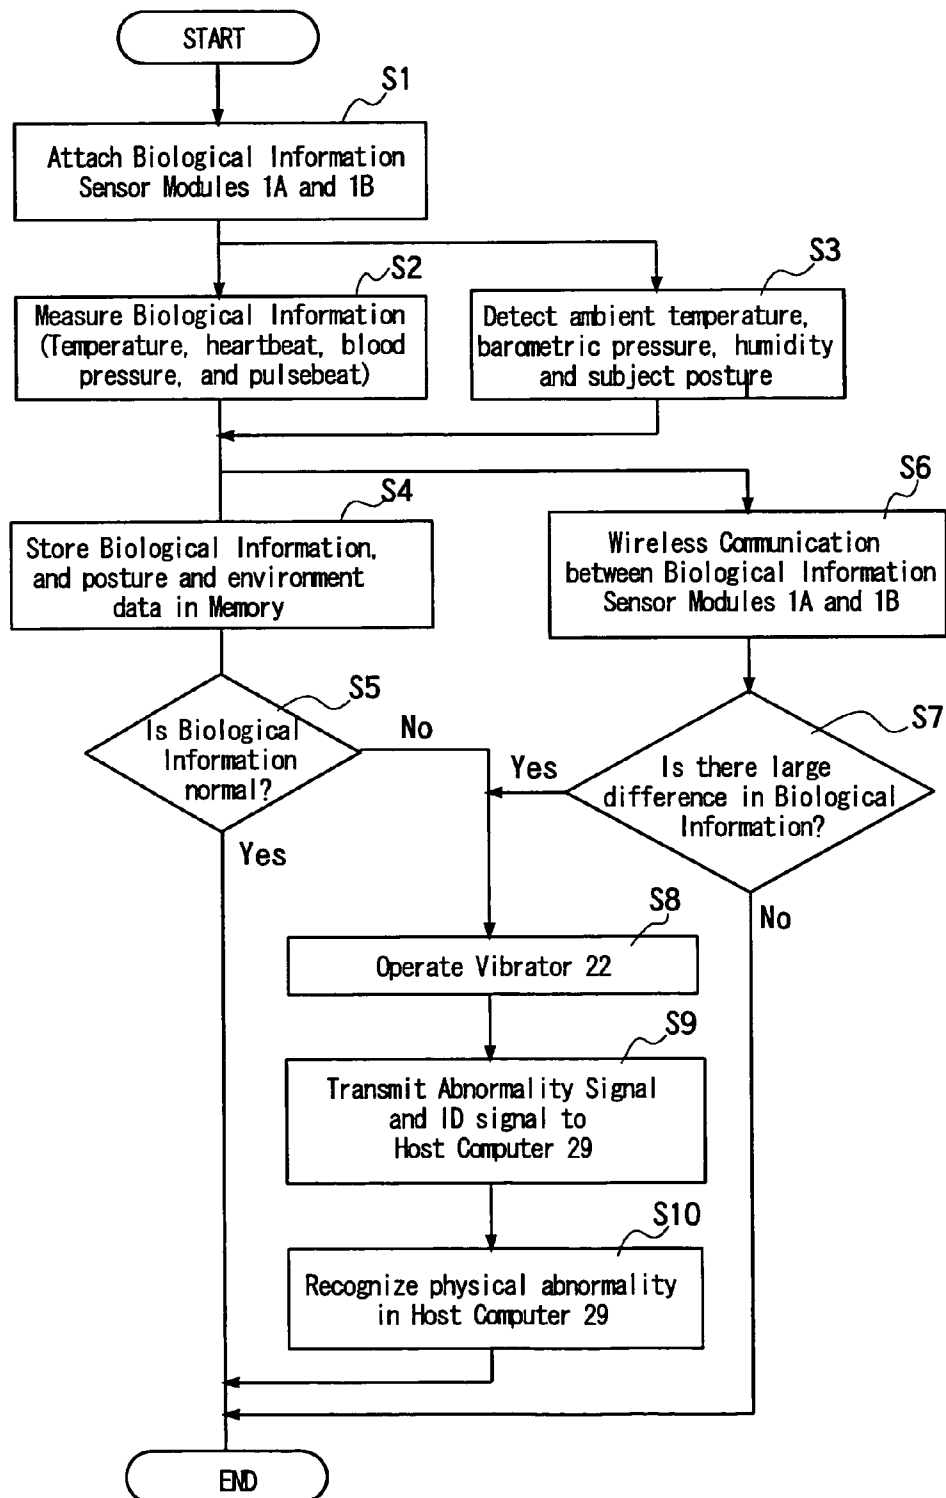 START
S1
Attach Biological Information
Sensor Modules 1A and 1B
S2
Measure Biological Information
(Temperature, heartbeat, blood
pressure, and pulsebeat)
S3
Detect ambient temperature,
barometric pressure, humidity
and subject posture
S4
Store Biological Information,
and posture and environment
data in Memory
S6
Wireless Communication
between Biological Information
Sensor Modules 1A and 1B
S5
Is Biological
Information
normal?
No
Yes
S7
Is there large
difference in Biological
Information?
Yes
No
S8
Operate Vibrator 22
S9
Transmit Abnormality Signal
and ID signal to
Host Computer 29
S10
Recognize physical abnormality
in Host Computer 29
END